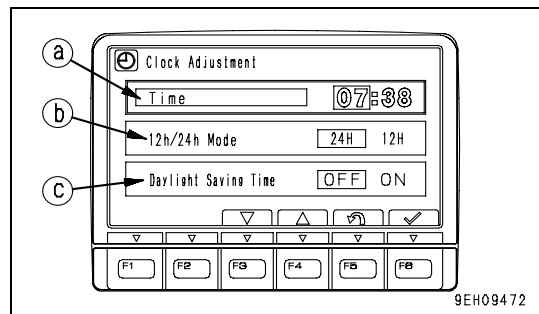 a
Clock Adjustment
Time 07:38
b
12h/24h Mode 24H 12H
c
Daylight Saving Time OFF ON
F1 F2 F3 F4 F5 F6
9EH09472